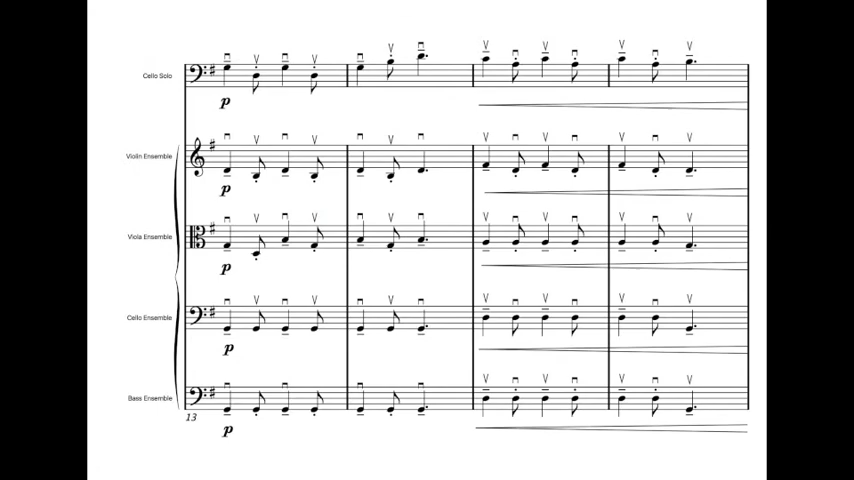 Cello Solo
p
Violin Ensemble
p
Viola Ensemble
p
Cello Ensemble
p
Bass Ensemble
13
p